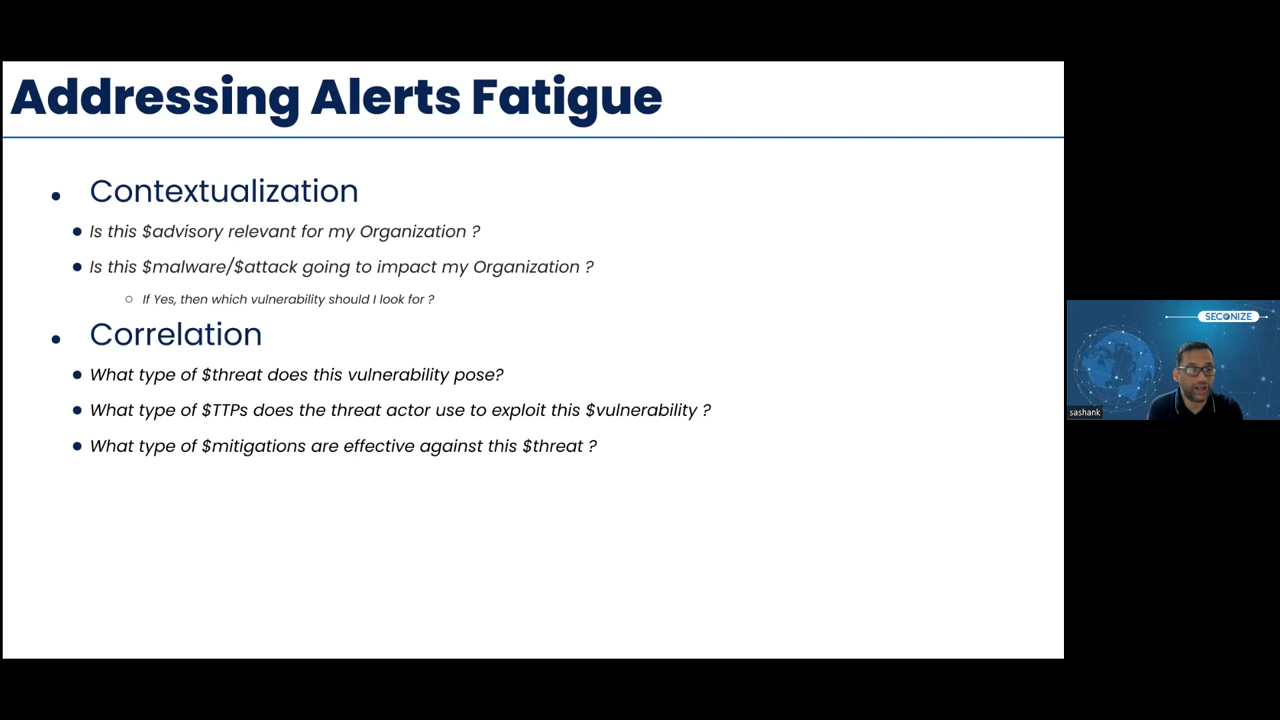 Addressing Alerts Fatigue
• Contextualization
• Is this $advisory relevant for my Organization ?
• Is this $malware/$attack going to impact my Organization ?
○ If Yes, then which vulnerability should I look for ?
• Correlation
• What type of $threat does this vulnerability pose?
• What type of $TTPs does the threat actor use to exploit this $vulnerability ?
• What type of $mitigations are effective against this $threat ?
SECONIZE
sashank